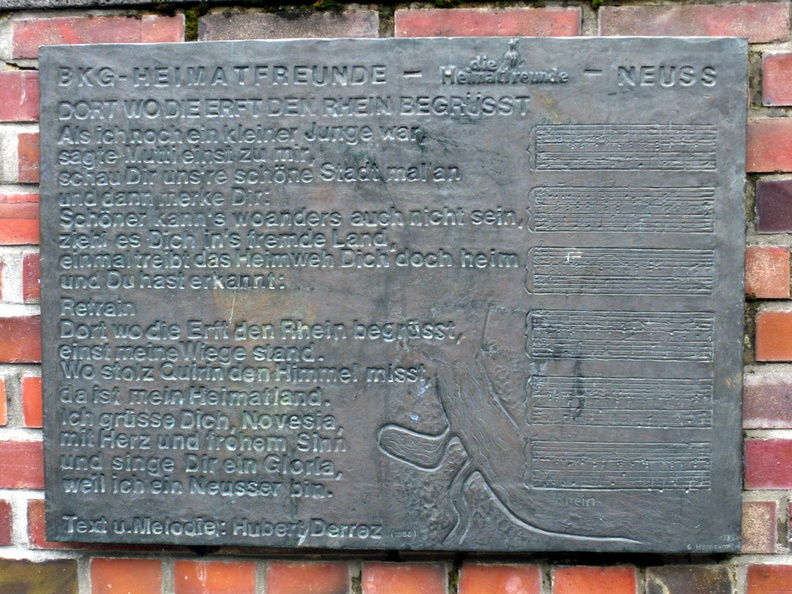 BKG-HEIMATFREUNDE – die Heimatfreunde – NEUSS
DORT WO DIE ERFT DEN RHEIN BEGRÜSST
Als ich noch ein kleiner Junge war,
sagte Mutti einst zu mir,
schau Dir uns're schöne Stadt mal an
und dann merke Dir:
Schöner kann's woanders auch nicht sein,
zieht es Dich in's fremde Land,
einmal treibt das Heimweh Dich doch heim
und Du hast erkannt:
Refrain
Dort wo die Erft den Rhein begrüsst,
einst meine Wiege stand.
Wo stolz Quirin den Himmel misst,
da ist mein Heimatland.
Ich grüsse Dich, Novesia,
mit Herz und frohem Sinn
und singe Dir ein Gloria,
weil ich ein Neusser bin.
Rhein
Text u. Melodie: Hubert Derrez